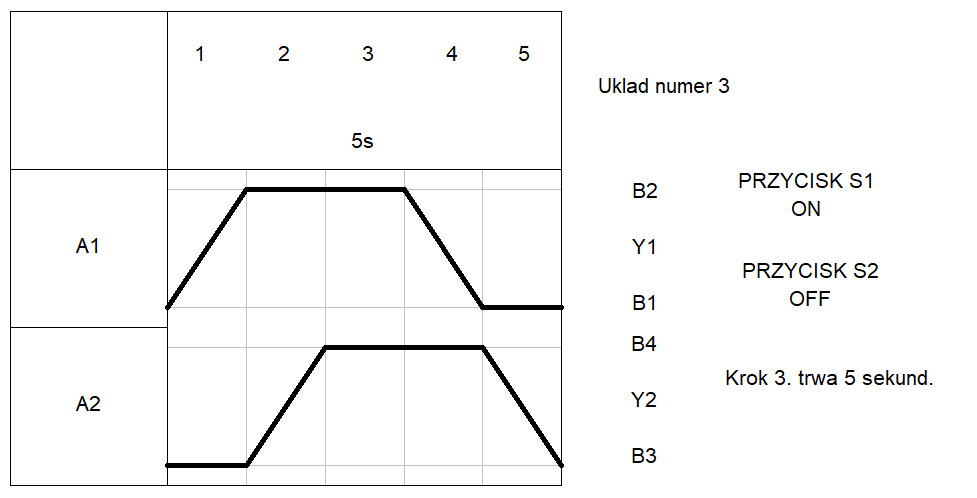 1 2 3 4 5
Uklad numer 3
5s
B2
PRZYCISK S1
ON
A1
Y1
PRZYCISK S2
OFF
B1
B4
Krok 3. trwa 5 sekund.
A2
Y2
B3